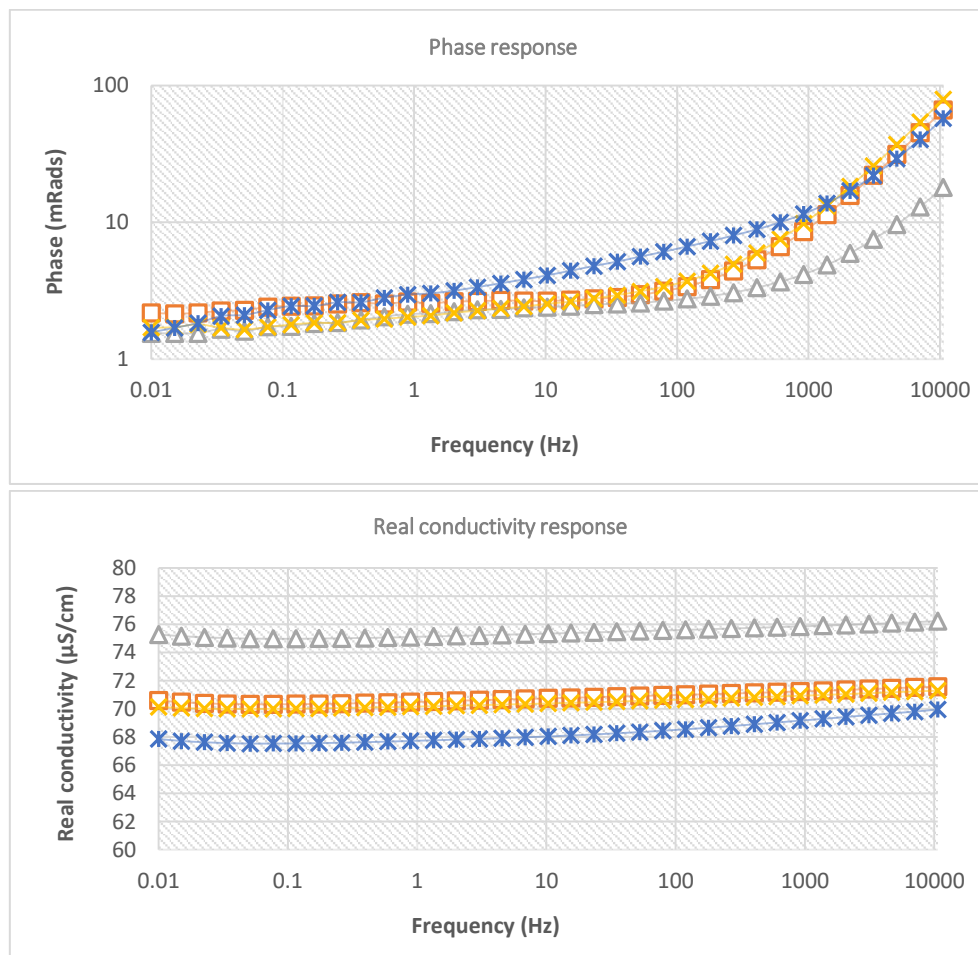 Phase response
100
10
1
Phase (mRads)
0.01 0.1 1 10 100 1000 10000
Frequency (Hz)
Real conductivity response
80
78
76
74
72
70
68
66
64
62
60
Real conductivity (µS/cm)
0.01 0.1 1 10 100 1000 10000
Frequency (Hz)